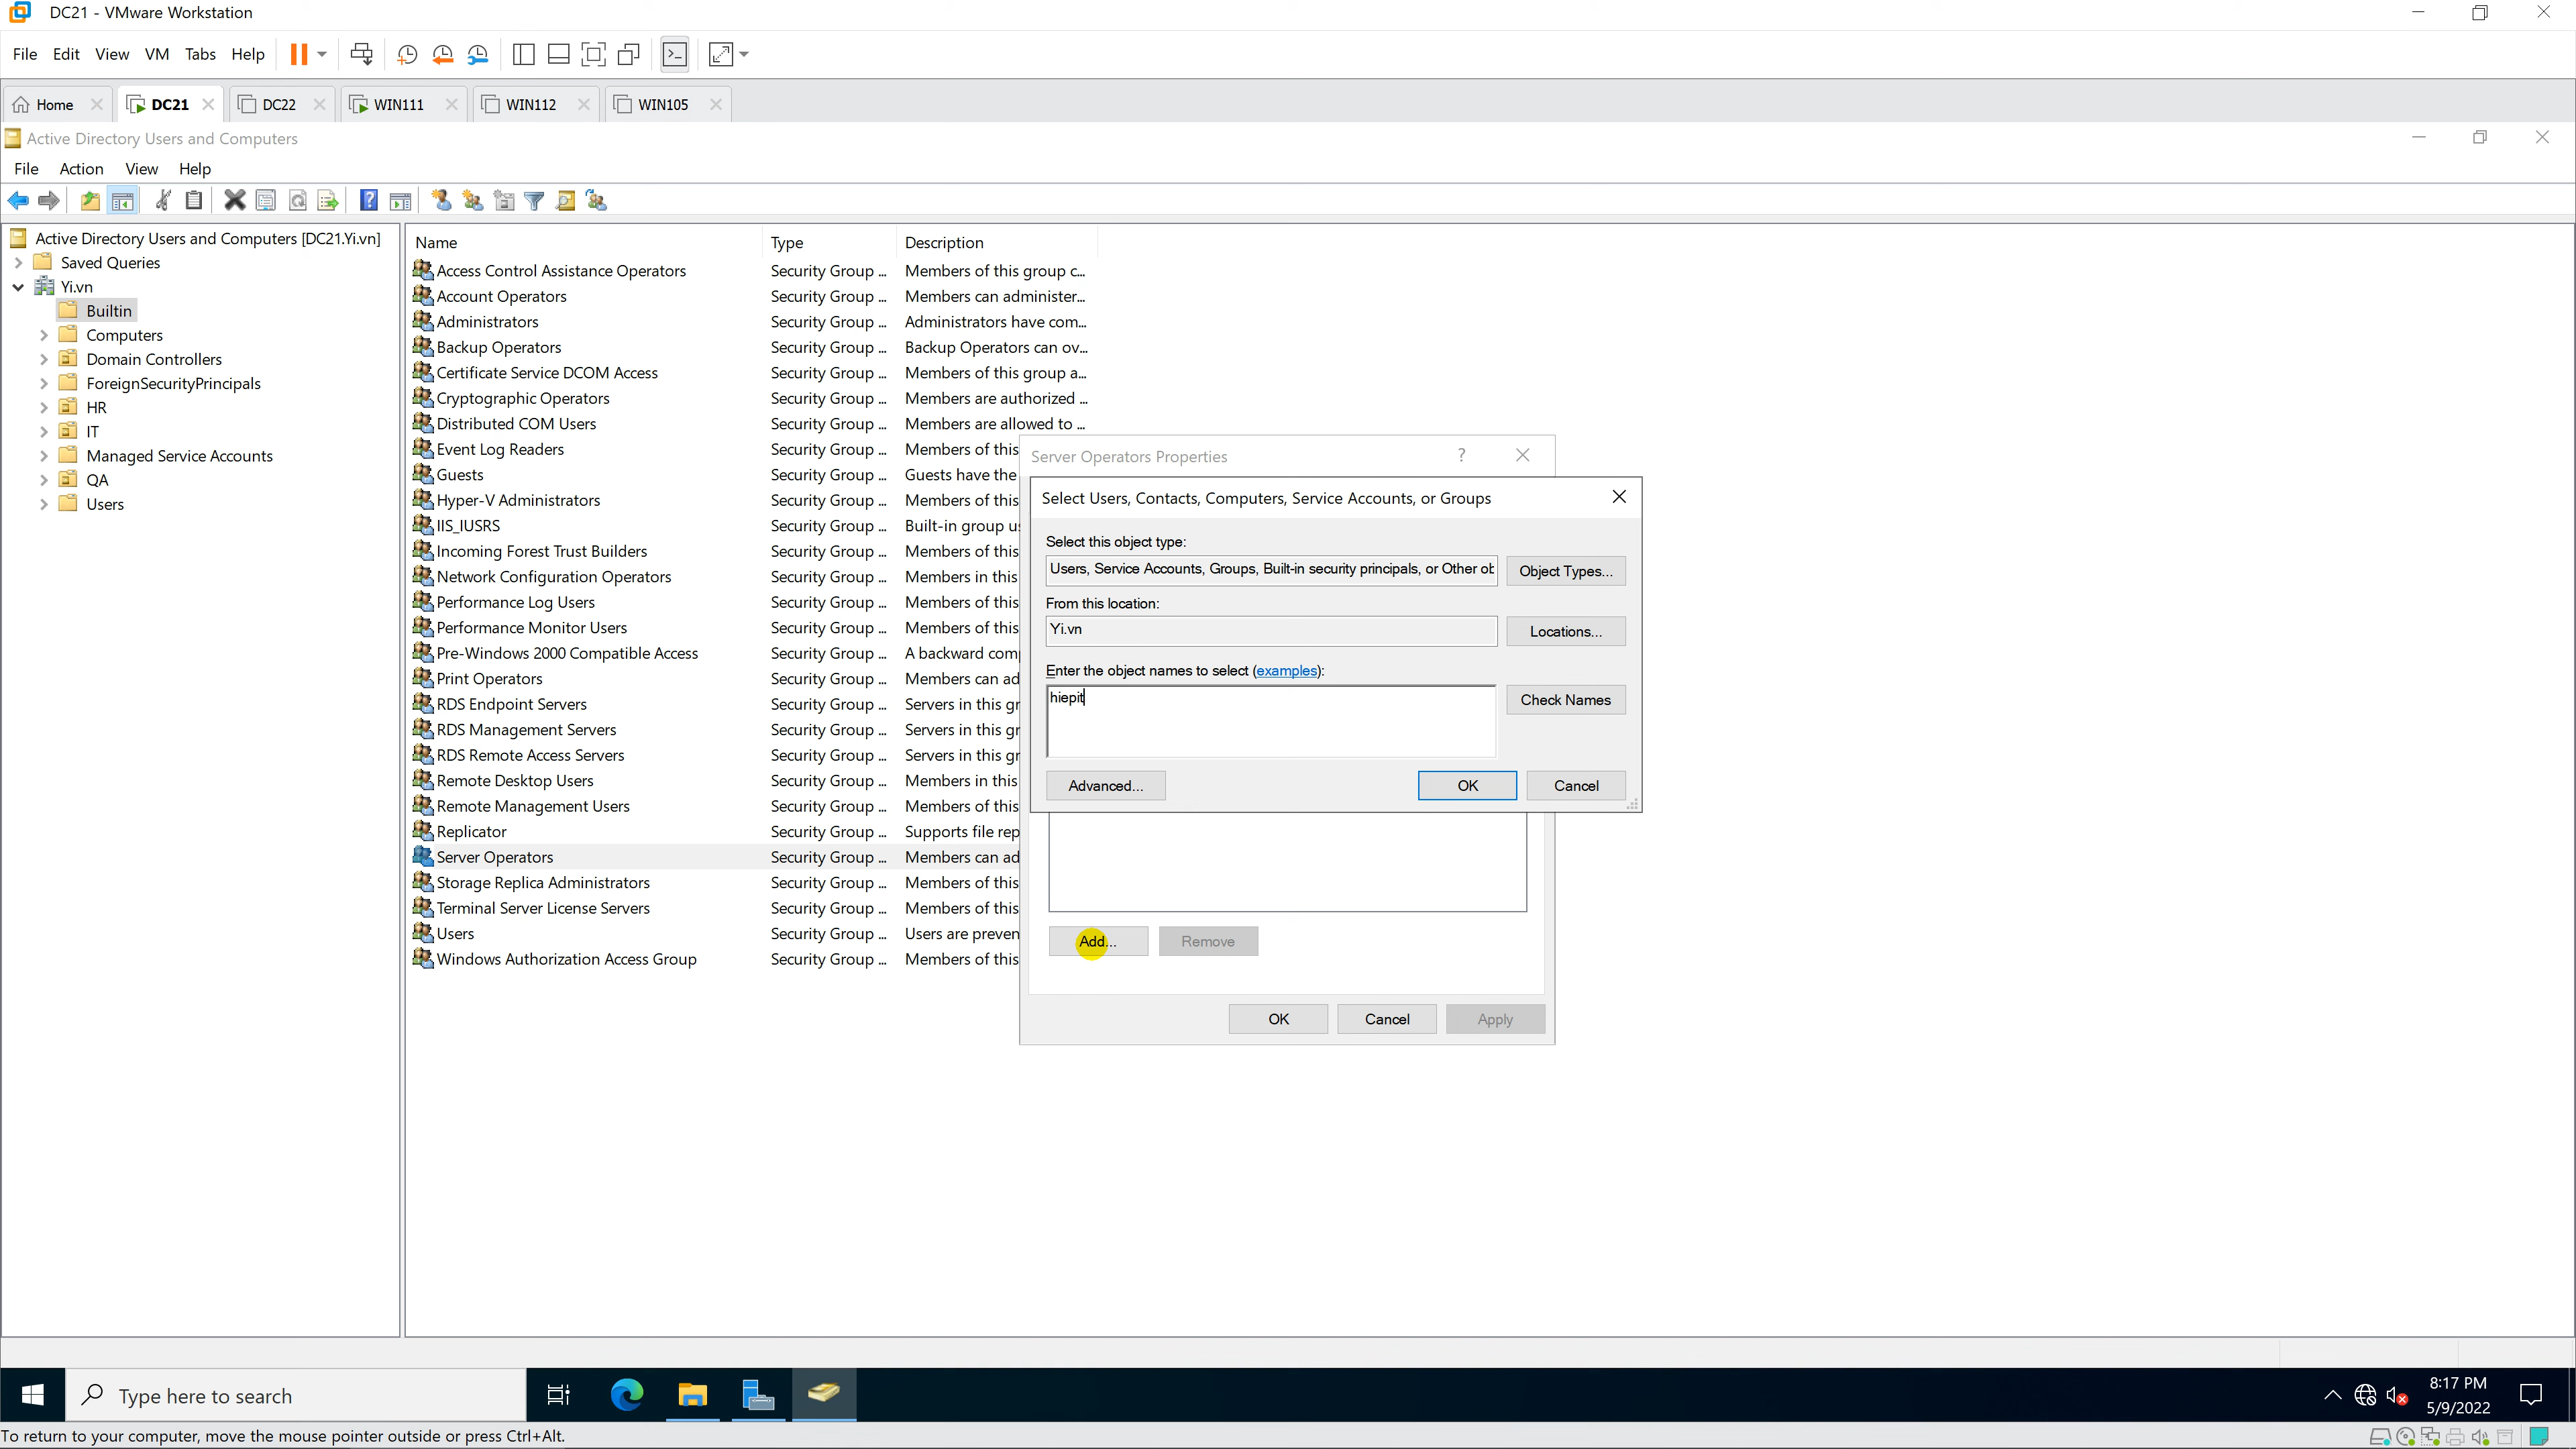 DC21 - VMware Workstation
File Edit View VM Tabs Help
Home DC21 DC22 WIN111 WIN112 WIN105
Active Directory Users and Computers
File Action View Help
Active Directory Users and Computers [DC21.Yi.vn]
Saved Queries
Yi.vn
Builtin
Computers
Domain Controllers
ForeignSecurityPrincipals
HR
IT
Managed Service Accounts
QA
Users
Name Type Description
Access Control Assistance Operators Security Group ... Members of this group c...
Account Operators Security Group ... Members can administer...
Administrators Security Group ... Administrators have com...
Backup Operators Security Group ... Backup Operators can ov...
Certificate Service DCOM Access Security Group ... Members of this group a...
Cryptographic Operators Security Group ... Members are authorized ...
Distributed COM Users Security Group ... Members are allowed to ...
Event Log Readers Security Group ... Members of this
Guests Security Group ... Guests have the
Hyper-V Administrators Security Group ... Members of this
IIS_IUSRS Security Group ... Built-in group us
Incoming Forest Trust Builders Security Group ... Members of this
Network Configuration Operators Security Group ... Members in this
Performance Log Users Security Group ... Members of this
Performance Monitor Users Security Group ... Members of this
Pre-Windows 2000 Compatible Access Security Group ... A backward comp
Print Operators Security Group ... Members can ad
RDS Endpoint Servers Security Group ... Servers in this gr
RDS Management Servers Security Group ... Servers in this gr
RDS Remote Access Servers Security Group ... Servers in this gr
Remote Desktop Users Security Group ... Members in this
Remote Management Users Security Group ... Members of this
Replicator Security Group ... Supports file rep
Server Operators Security Group ... Members can ad
Storage Replica Administrators Security Group ... Members of this
Terminal Server License Servers Security Group ... Members of this
Users Security Group ... Users are preven
Windows Authorization Access Group Security Group ... Members of this
Server Operators Properties ?
Select Users, Contacts, Computers, Service Accounts, or Groups
Select this object type:
Users, Service Accounts, Groups, Built-in security principals, or Other ob Object Types...
From this location:
Yi.vn Locations...
Enter the object names to select (examples):
hiepit Check Names
Advanced... OK Cancel
Add... Remove
OK Cancel Apply
Type here to search
8:17 PM
5/9/2022
To return to your computer, move the mouse pointer outside or press Ctrl+Alt.